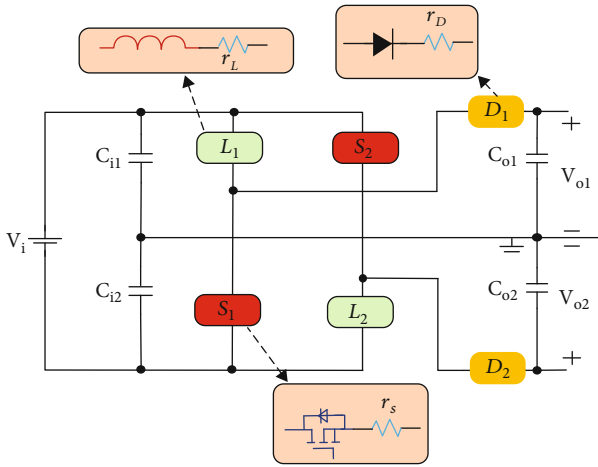 r_L
r_D
D_1
+
L_1
S_2
C_i1
C_o1
V_o1
V_i
=
C_i2
C_o2
V_o2
S_1
L_2
D_2
+
r_s